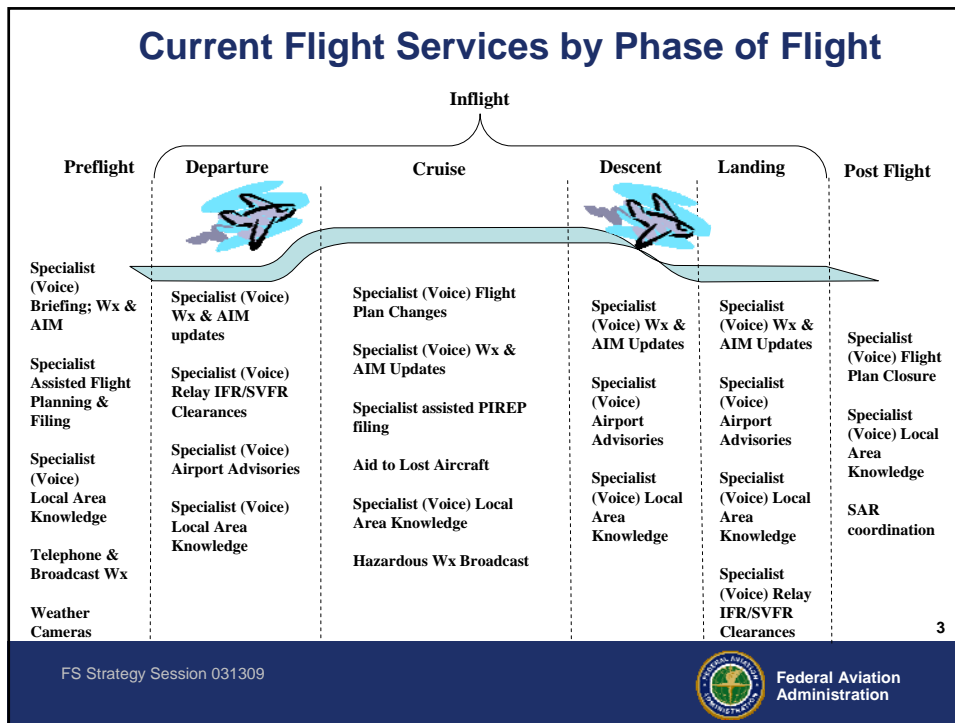 Current Flight Services by Phase of Flight
Inflight
Preflight
Departure
Cruise
Descent
Landing
Post Flight
Specialist
(Voice)
Briefing; Wx &
AIM
Specialist
Assisted Flight
Planning &
Filing
Specialist
(Voice)
Local Area
Knowledge
Telephone &
Broadcast Wx
Weather
Cameras
Specialist (Voice)
Wx & AIM
updates
Specialist (Voice)
Relay IFR/SVFR
Clearances
Specialist (Voice)
Airport Advisories
Specialist (Voice)
Local Area
Knowledge
Specialist (Voice) Flight
Plan Changes
Specialist (Voice) Wx &
AIM Updates
Specialist assisted PIREP
filing
Aid to Lost Aircraft
Specialist (Voice) Local
Area Knowledge
Hazardous Wx Broadcast
Specialist
(Voice) Wx &
AIM Updates
Specialist
(Voice)
Airport
Advisories
Specialist
(Voice) Local
Area
Knowledge
Specialist
(Voice) Wx &
AIM Updates
Specialist
(Voice)
Airport
Advisories
Specialist
(Voice) Local
Area
Knowledge
Specialist
(Voice) Relay
IFR/SVFR
Clearances
Specialist
(Voice) Flight
Plan Closure
Specialist
(Voice) Local
Area
Knowledge
SAR
coordination
3
FS Strategy Session 031309
FEDERAL AVIATION
ADMINISTRATION
Federal Aviation
Administration